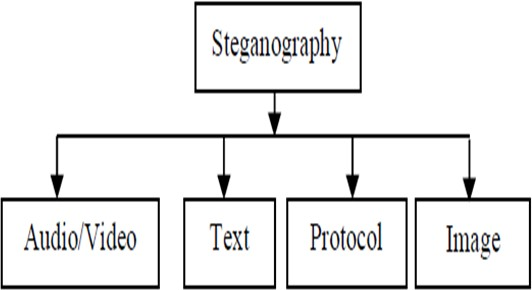 Steganography
Audio/Video
Text
Protocol
Image